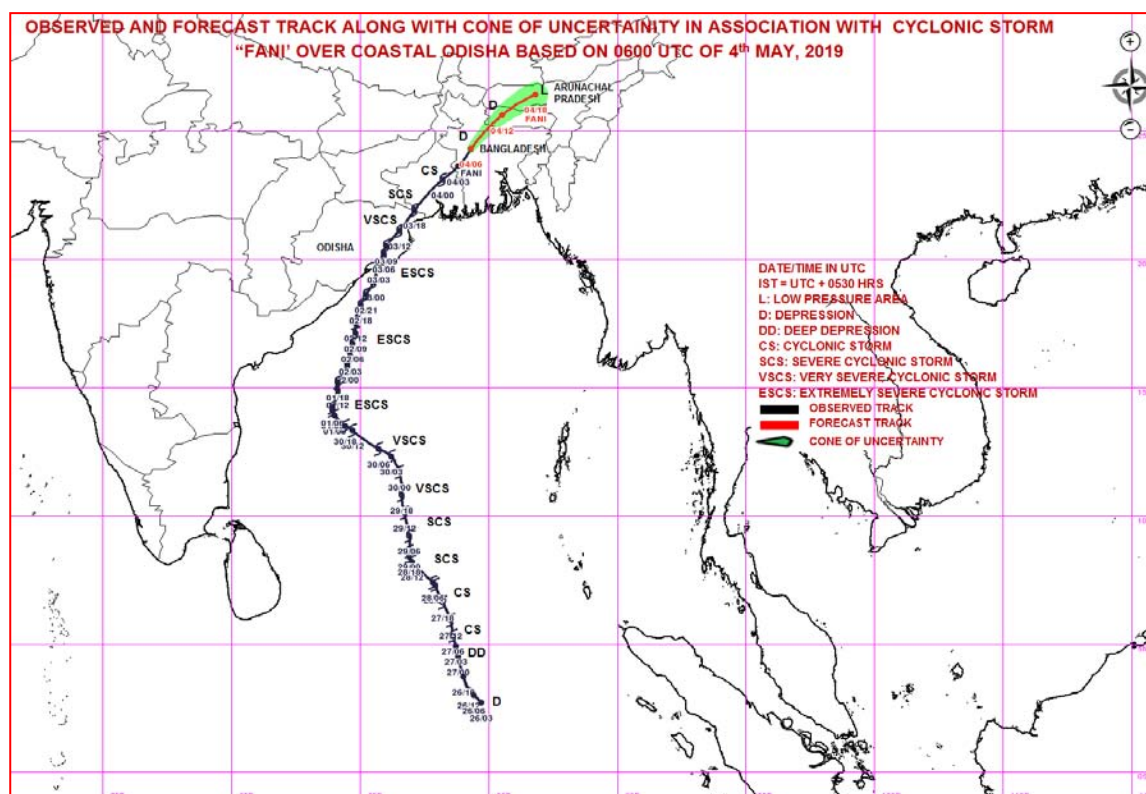 OBSERVED AND FORECAST TRACK ALONG WITH CONE OF UNCERTAINITY IN ASSOCIATION WITH CYCLONIC STORM
“FANI’ OVER COASTAL ODISHA BASED ON 0600 UTC OF 4th MAY, 2019
L
ARUNACHAL
PRADESH
D
04/18
FANI
04/12
D
BANGLADESH
04/06
FANI
CS
04/03
04/00
SCS
03/18
VSCS
03/12
ODISHA
03/09
03/06
ESCS
03/03
02/21
02/18
ESCS
02/12
02/09
02/06
02/03
02/00
01/18
01/12
ESCS
01/06
30/18
30/12
VSCS
30/06
30/03
30/00
VSCS
29/18
SCS
29/12
29/06
29/00
SCS
28/18
28/12
28/06
CS
27/18
CS
27/12
27/06
DD
27/03
27/00
26/18
D
26/12
26/06
26/03
DATE/TIME IN UTC
IST = UTC + 0530 HRS
L: LOW PRESSURE AREA
D: DEPRESSION
DD: DEEP DEPRESSION
CS: CYCLONIC STORM
SCS: SEVERE CYCLONIC STORM
VSCS: VERY SEVERE CYCLONIC STORM
ESCS: EXTREMELY SEVERE CYCLONIC STORM
OBSERVED TRACK
FORECAST TRACK
CONE OF UNCERTAINTY